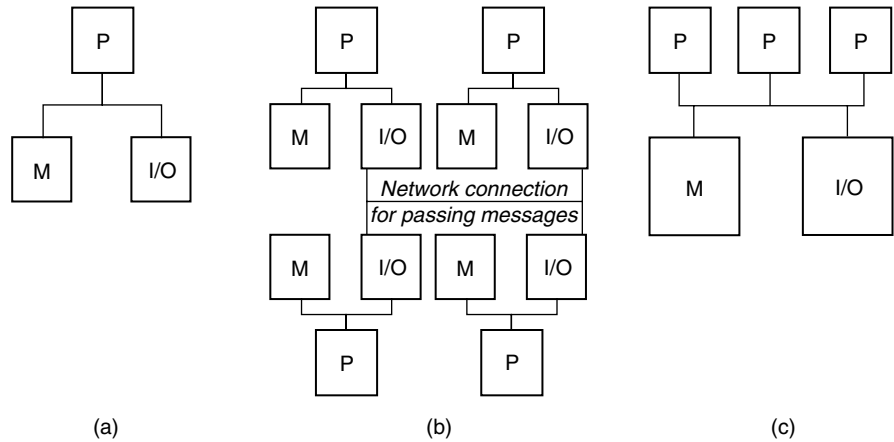 P
P
P
P
P
P
M
I/O
M
I/O
M
I/O
M
I/O
Network connection
for passing messages
M
I/O
M
I/O
P
P
(a)
(b)
(c)